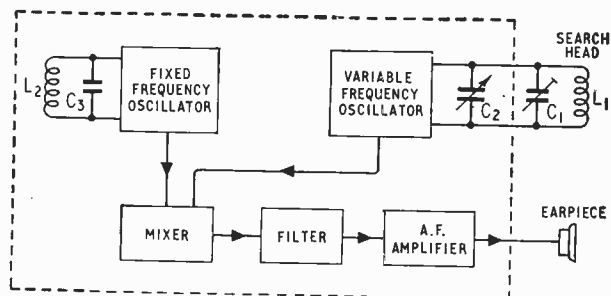 SEARCH
HEAD
FIXED
FREQUENCY
OSCILLATOR
VARIABLE
FREQUENCY
OSCILLATOR
L2
C3
C2
C1
L1
EARPIECE
MIXER
FILTER
A.F.
AMPLIFIER